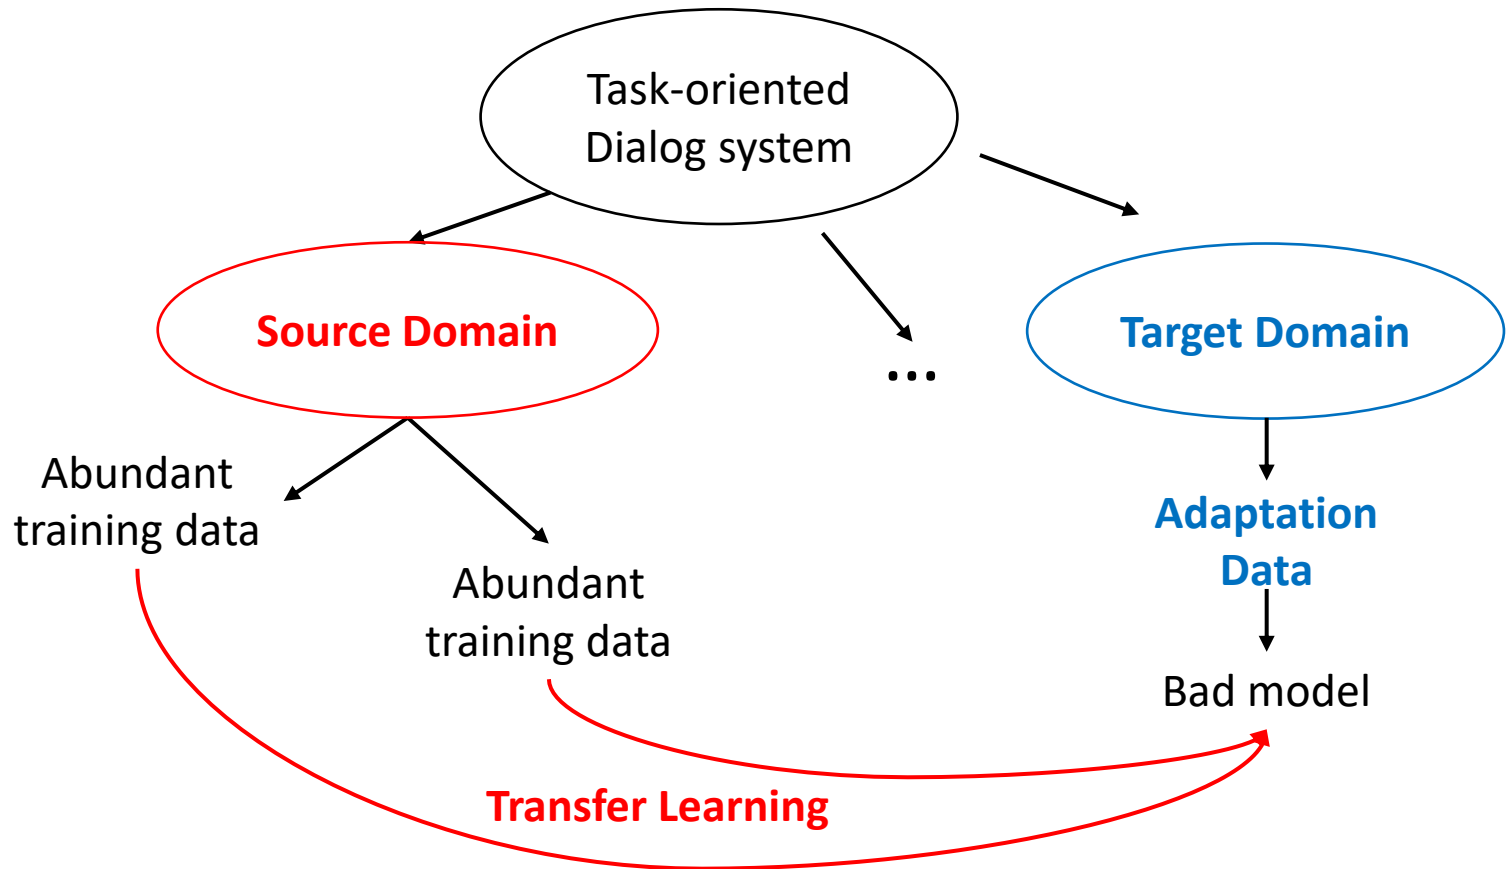 Task-oriented
Dialog system
Source Domain
...
Target Domain
Abundant
training data
Abundant
training data
Adaptation
Data
Bad model
Transfer Learning